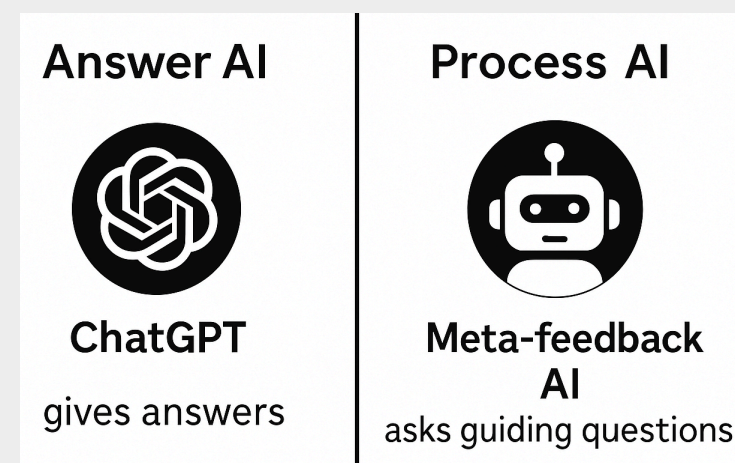 Answer AI
ChatGPT
gives answers
Process AI
Meta-feedback
AI
asks guiding questions